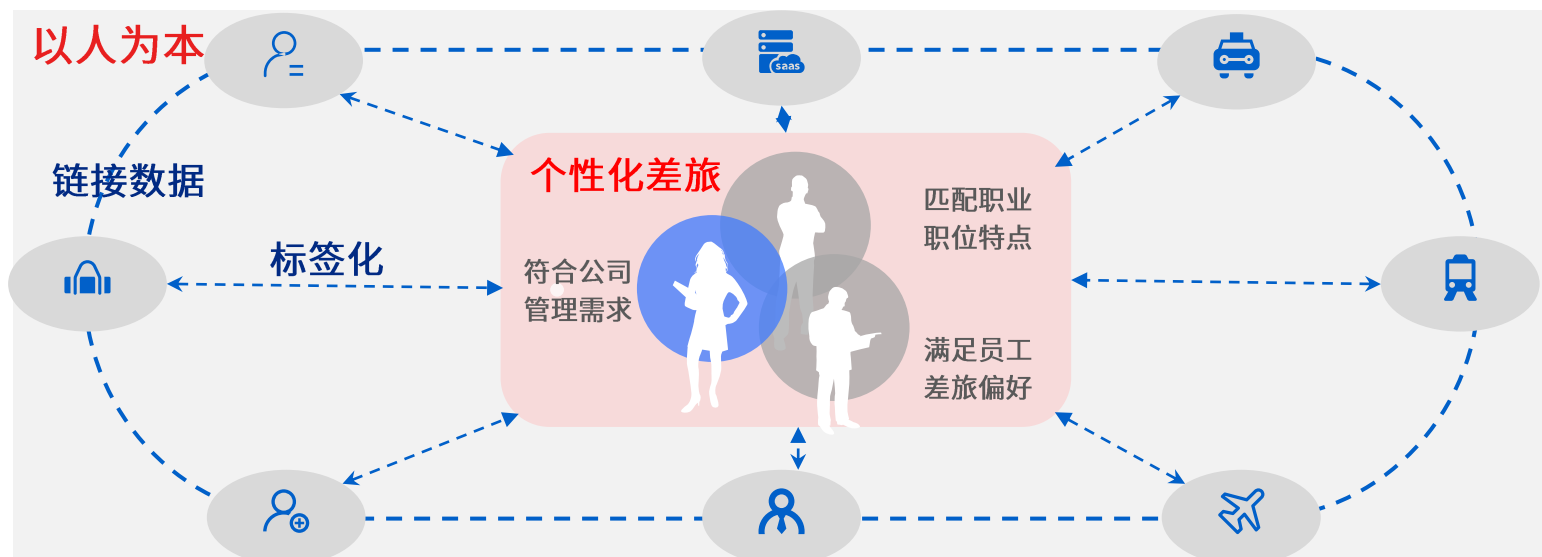 以人为本
saas
链接数据
个性化差旅
匹配职业
职位特点
标签化
符合公司
管理需求
满足员工
差旅偏好